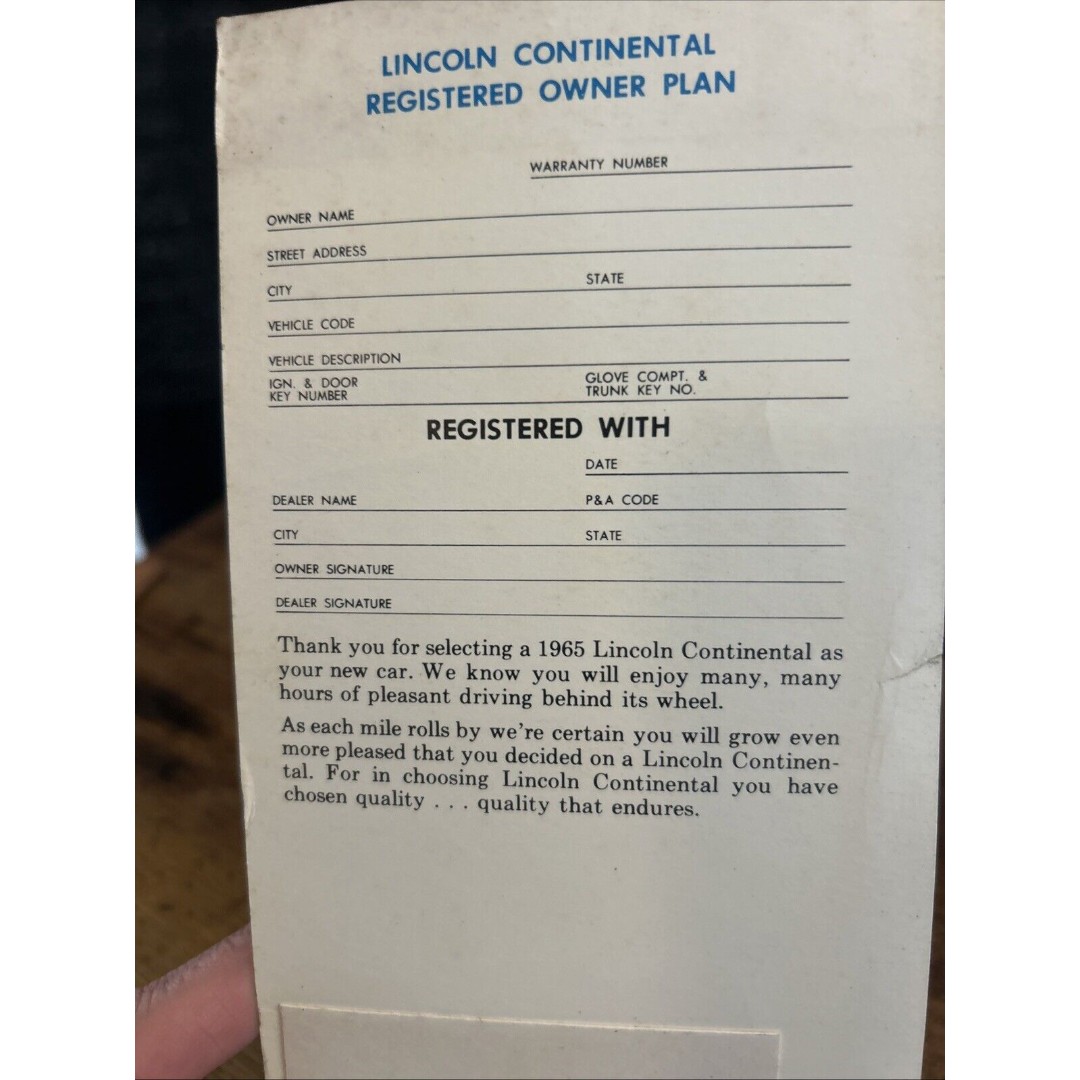 LINCOLN CONTINENTAL
REGISTERED OWNER PLAN
WARRANTY NUMBER
OWNER NAME
STREET ADDRESS
CITY STATE
VEHICLE CODE
VEHICLE DESCRIPTION
IGN. & DOOR GLOVE COMPT. &
KEY NUMBER TRUNK KEY NO.
REGISTERED WITH
DATE
DEALER NAME P&A CODE
CITY STATE
OWNER SIGNATURE
DEALER SIGNATURE
Thank you for selecting a 1965 Lincoln Continental as
your new car. We know you will enjoy many, many
hours of pleasant driving behind its wheel.
As each mile rolls by we're certain you will grow even
more pleased that you decided on a Lincoln Continen-
tal. For in choosing Lincoln Continental you have
chosen quality . . . quality that endures.